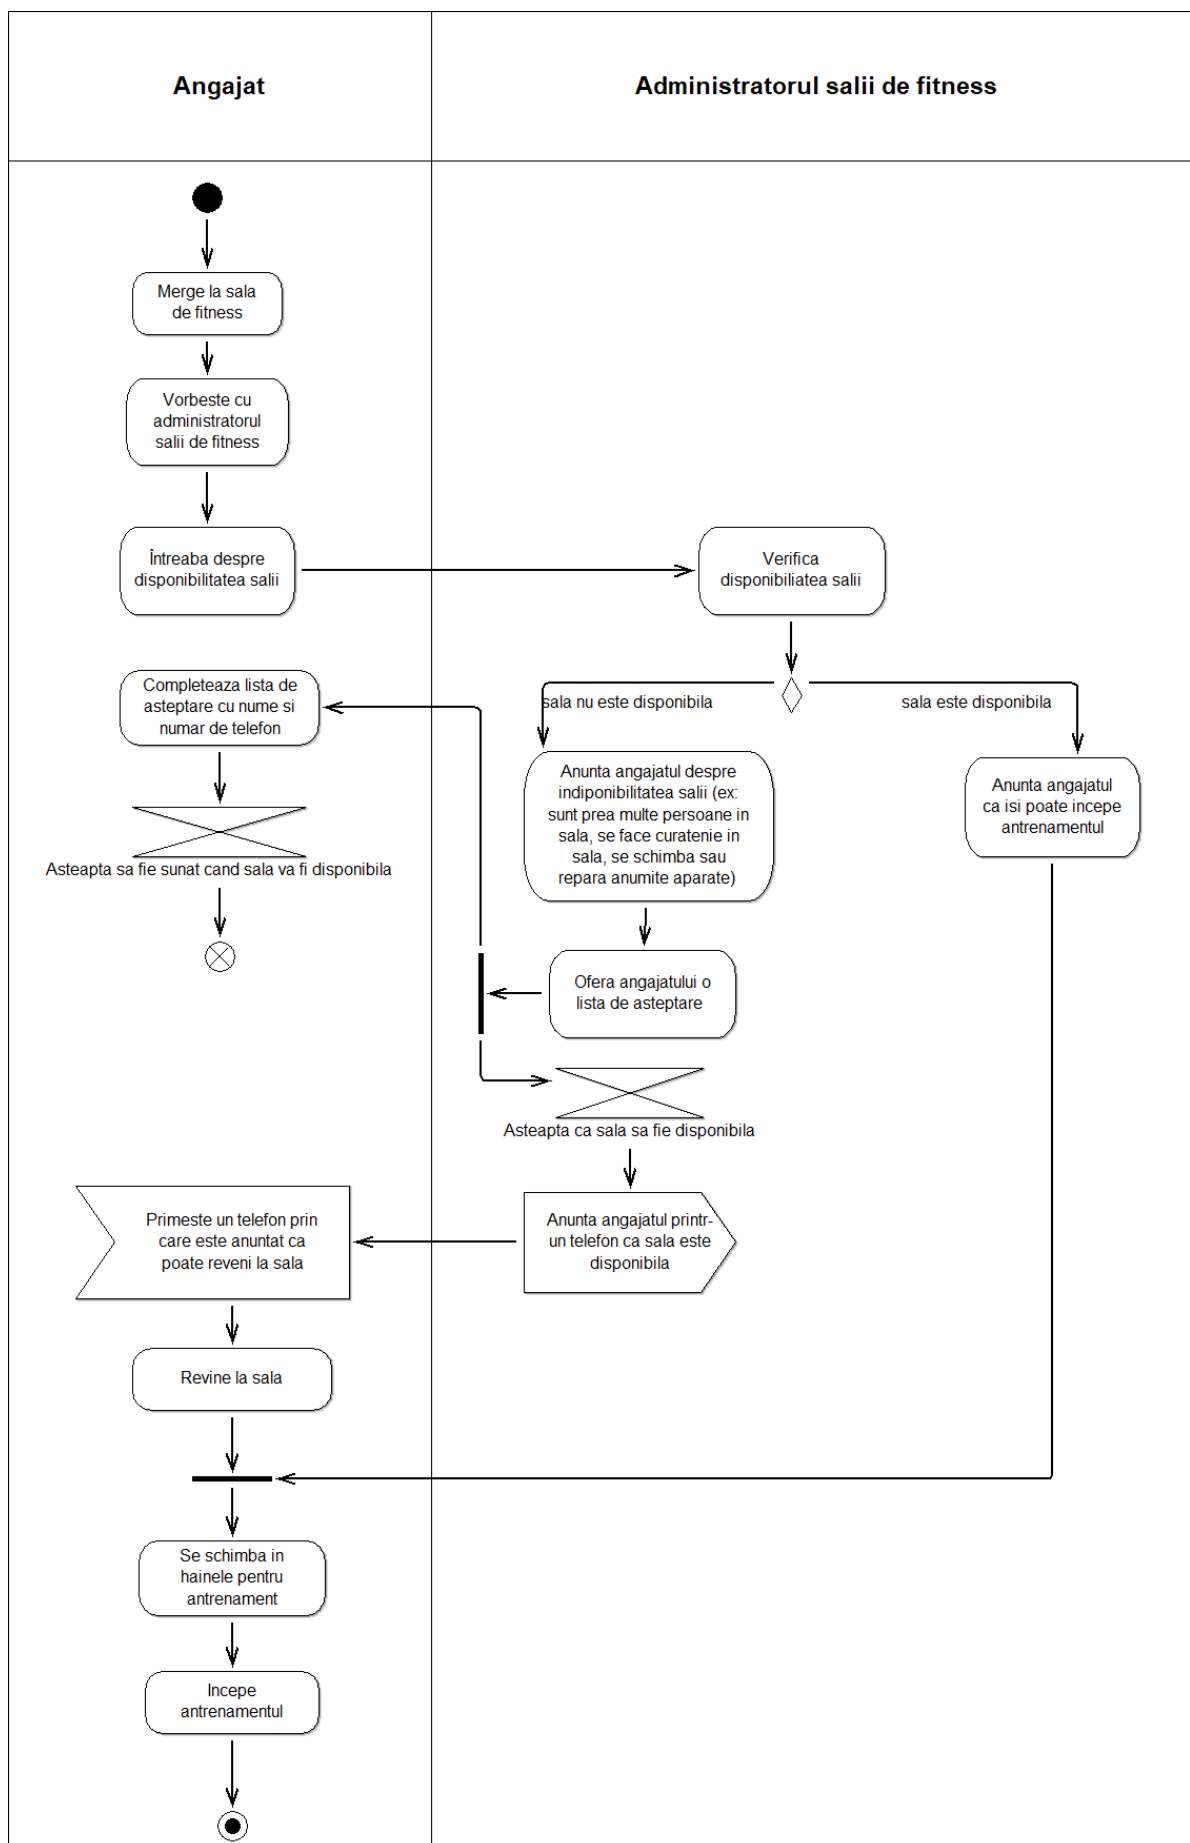 Angajat
Administratorul salii de fitness
Merge la sala
de fitness
Vorbeste cu
administratorul
salii de fitness
Întreaba despre
disponibilitatea salii
Verifica
disponibiliatea salii
sala nu este disponibila
sala este disponibila
Completeaza lista de
asteptare cu nume si
numar de telefon
Anunta angajatul despre
indiponibilitatea salii (ex:
sunt prea multe persoane in
sala, se face curatenie in
sala, se schimba sau
repara anumite aparate)
Anunta angajatul
ca isi poate incepe
antrenamentul
Asteapta sa fie sunat cand sala va fi disponibila
Ofera angajatului o
lista de asteptare
Asteapta ca sala sa fie disponibila
Primeste un telefon prin
care este anuntat ca
poate reveni la sala
Anunta angajatul printr-
un telefon ca sala este
disponibila
Revine la sala
Se schimba in
hainele pentru
antrenament
Incepe
antrenamentul